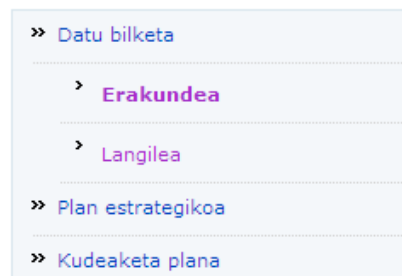 » Datu bilketa
› Erakundea
› Langilea
» Plan estrategikoa
» Kudeaketa plana